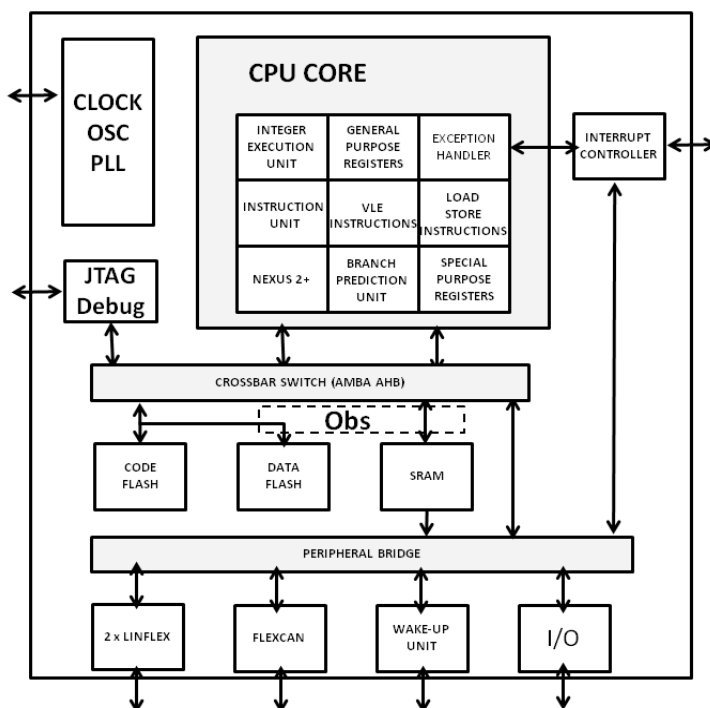 CPU CORE
CLOCK
OSC
PLL
INTEGER
EXECUTION
UNIT
GENERAL
PURPOSE
REGISTERS
EXCEPTION
HANDLER
INTERRUPT
CONTROLLER
INSTRUCTION
UNIT
VLE
INSTRUCTIONS
LOAD
STORE
INSTRUCTIONS
NEXUS 2+
BRANCH
PREDICTION
UNIT
SPECIAL
PURPOSE
REGISTERS
JTAG
Debug
CROSSBAR SWITCH (AMBA AHB)
Obs
CODE
FLASH
DATA
FLASH
SRAM
PERIPHERAL BRIDGE
2 x LINFLEX
FLEXCAN
WAKE-UP
UNIT
I/O